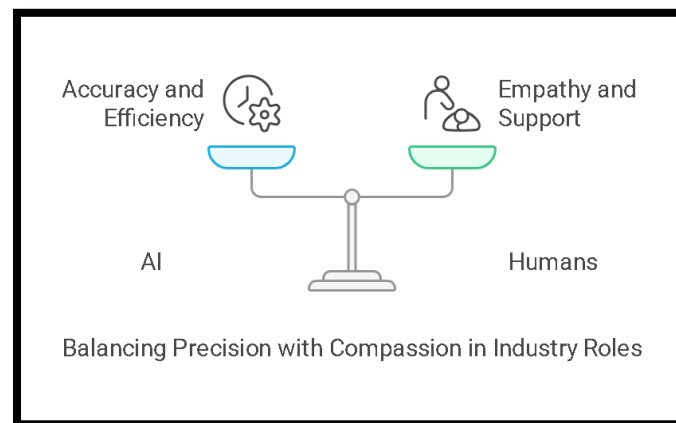 Accuracy and
Efficiency
Empathy and
Support
AI
Humans
Balancing Precision with Compassion in Industry Roles